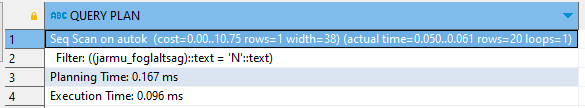 ABC QUERY PLAN
1 Seq Scan on autok (cost=0.00..10.75 rows=1 width=38) (actual time=0.050..0.061 rows=20 loops=1)
2 Filter: ((jarmu_foglaltsag)::text = 'N'::text)
3 Planning Time: 0.167 ms
4 Execution Time: 0.096 ms